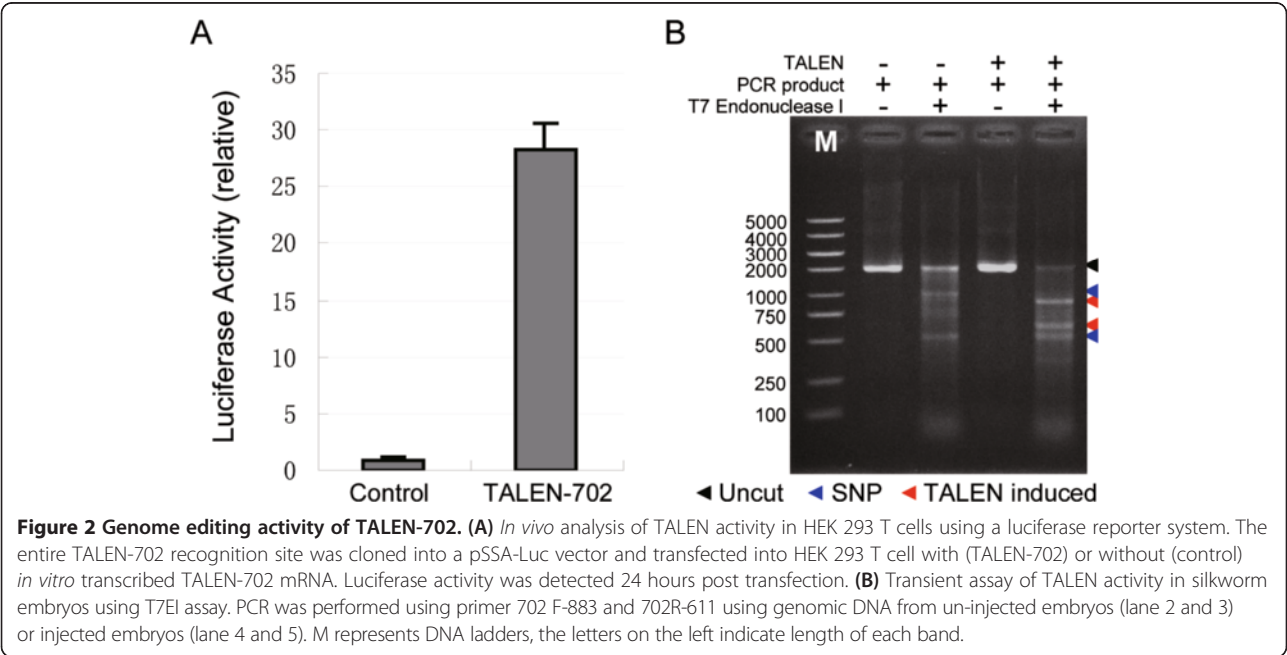 A
Luciferase Activity (relative)
35
30
25
20
15
10
5
0
Control TALEN-702
B
TALEN - - + +
PCR product + + + +
T7 Endonuclease I - + - +
M
5000
4000
3000
2000
1000
750
500
250
100
Uncut SNP TALEN induced
Figure 2 Genome editing activity of TALEN-702. (A) In vivo analysis of TALEN activity in HEK 293 T cells using a luciferase reporter system. The
entire TALEN-702 recognition site was cloned into a pSSA-Luc vector and transfected into HEK 293 T cell with (TALEN-702) or without (control)
in vitro transcribed TALEN-702 mRNA. Luciferase activity was detected 24 hours post transfection. (B) Transient assay of TALEN activity in silkworm
embryos using T7EI assay. PCR was performed using primer 702 F-883 and 702R-611 using genomic DNA from un-injected embryos (lane 2 and 3)
or injected embryos (lane 4 and 5). M represents DNA ladders, the letters on the left indicate length of each band.